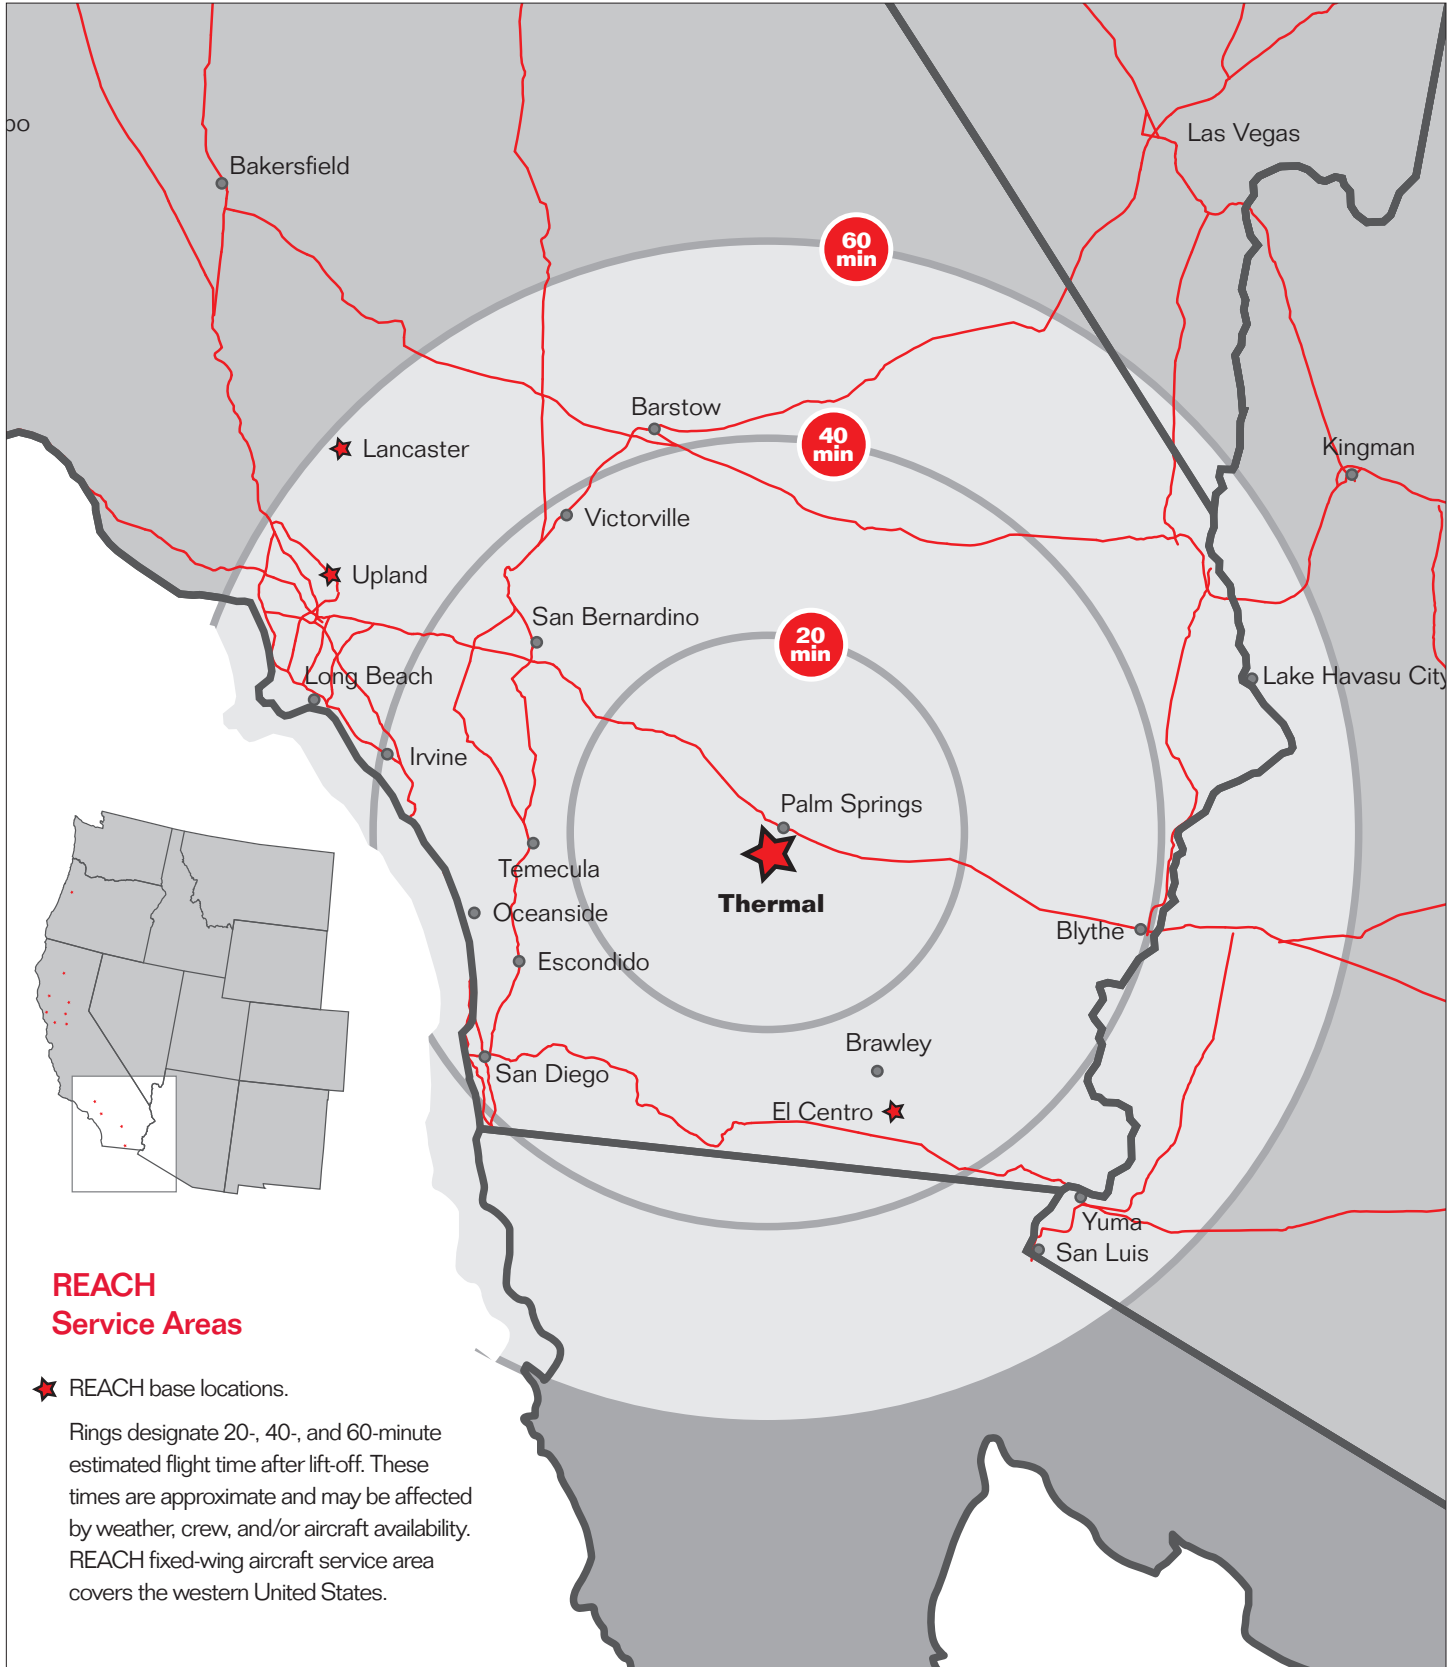 bo
Las Vegas
Bakersfield
60
min
Barstow
40
min
Lancaster
Kingman
Victorville
Upland
San Bernardino
20
min
Long Beach
Lake Havasu City
Irvine
Palm Springs
Temecula
Thermal
Oceanside
Blythe
Escondido
Brawley
San Diego
El Centro
Yuma
San Luis
REACH
Service Areas
REACH base locations.
Rings designate 20-, 40-, and 60-minute
estimated flight time after lift-off. These
times are approximate and may be affected
by weather, crew, and/or aircraft availability.
REACH fixed-wing aircraft service area
covers the western United States.